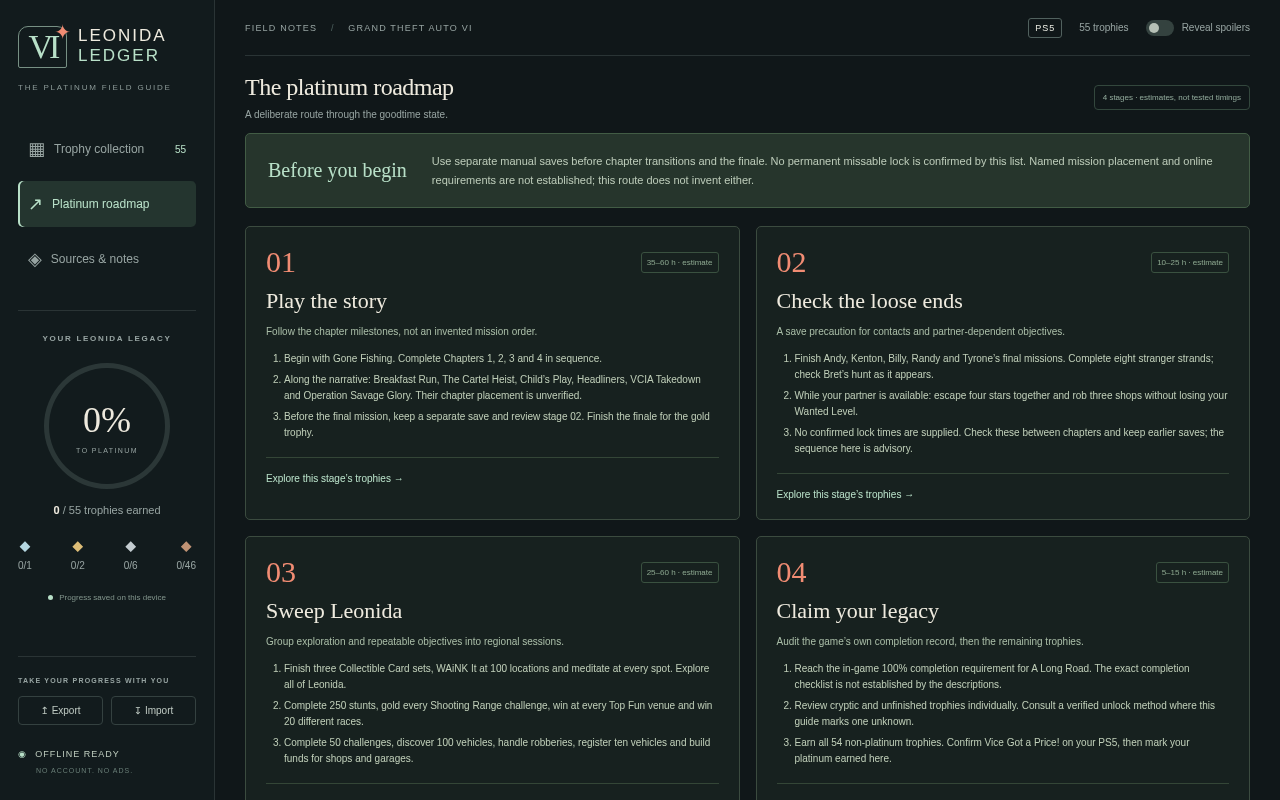 VI
LEONIDA
LEDGER
THE PLATINUM FIELD GUIDE
Trophy collection 55
Platinum roadmap
Sources & notes
YOUR LEONIDA LEGACY
0%
TO PLATINUM
0 / 55 trophies earned
0/1 0/2 0/6 0/46
Progress saved on this device
TAKE YOUR PROGRESS WITH YOU
↥ Export ↧ Import
OFFLINE READY
NO ACCOUNT. NO ADS.
FIELD NOTES / GRAND THEFT AUTO VI
PS5 55 trophies Reveal spoilers
The platinum roadmap
A deliberate route through the goodtime state.
4 stages · estimates, not tested timings
Before you begin
Use separate manual saves before chapter transitions and the finale. No permanent missable lock is confirmed by this list. Named mission placement and online
requirements are not established; this route does not invent either.
01
35–60 h · estimate
Play the story
Follow the chapter milestones, not an invented mission order.
1. Begin with Gone Fishing. Complete Chapters 1, 2, 3 and 4 in sequence.
2. Along the narrative: Breakfast Run, The Cartel Heist, Child’s Play, Headliners, VCIA Takedown
and Operation Savage Glory. Their chapter placement is unverified.
3. Before the final mission, keep a separate save and review stage 02. Finish the finale for the gold
trophy.
Explore this stage’s trophies →
02
10–25 h · estimate
Check the loose ends
A save precaution for contacts and partner-dependent objectives.
1. Finish Andy, Kenton, Billy, Randy and Tyrone’s final missions. Complete eight stranger strands;
check Bret’s hunt as it appears.
2. While your partner is available: escape four stars together and rob three shops without losing your
Wanted Level.
3. No confirmed lock times are supplied. Check these between chapters and keep earlier saves; the
sequence here is advisory.
Explore this stage’s trophies →
03
25–60 h · estimate
Sweep Leonida
Group exploration and repeatable objectives into regional sessions.
1. Finish three Collectible Card sets, WAiNK It at 100 locations and meditate at every spot. Explore
all of Leonida.
2. Complete 250 stunts, gold every Shooting Range challenge, win at every Top Fun venue and win
20 different races.
3. Complete 50 challenges, discover 100 vehicles, handle robberies, register ten vehicles and build
funds for shops and garages.
04
5–15 h · estimate
Claim your legacy
Audit the game’s own completion record, then the remaining trophies.
1. Reach the in-game 100% completion requirement for A Long Road. The exact completion
checklist is not established by the descriptions.
2. Review cryptic and unfinished trophies individually. Consult a verified unlock method where this
guide marks one unknown.
3. Earn all 54 non-platinum trophies. Confirm Vice Got a Price! on your PS5, then mark your
platinum earned here.